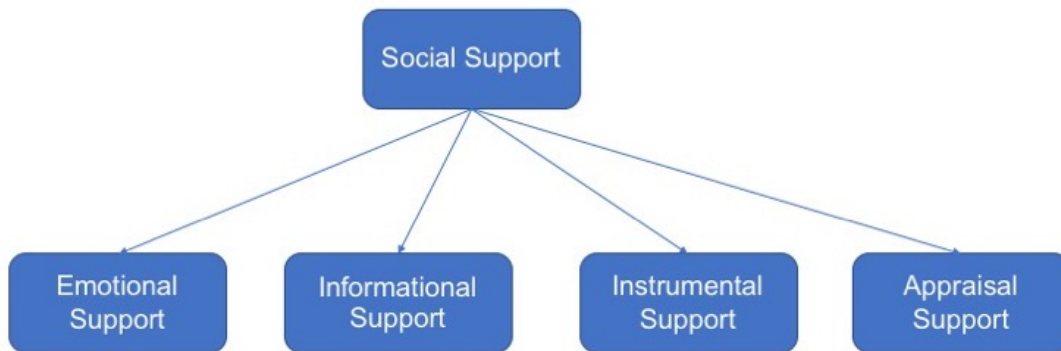 Social Support
Emotional
Support
Informational
Support
Instrumental
Support
Appraisal
Support